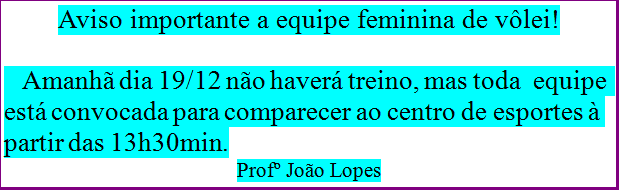 Aviso importante a equipe feminina de vôlei!
Amanhã dia 19/12 não haverá treino, mas toda equipe
está convocada para comparecer ao centro de esportes à
partir das 13h30min.
Profº João Lopes